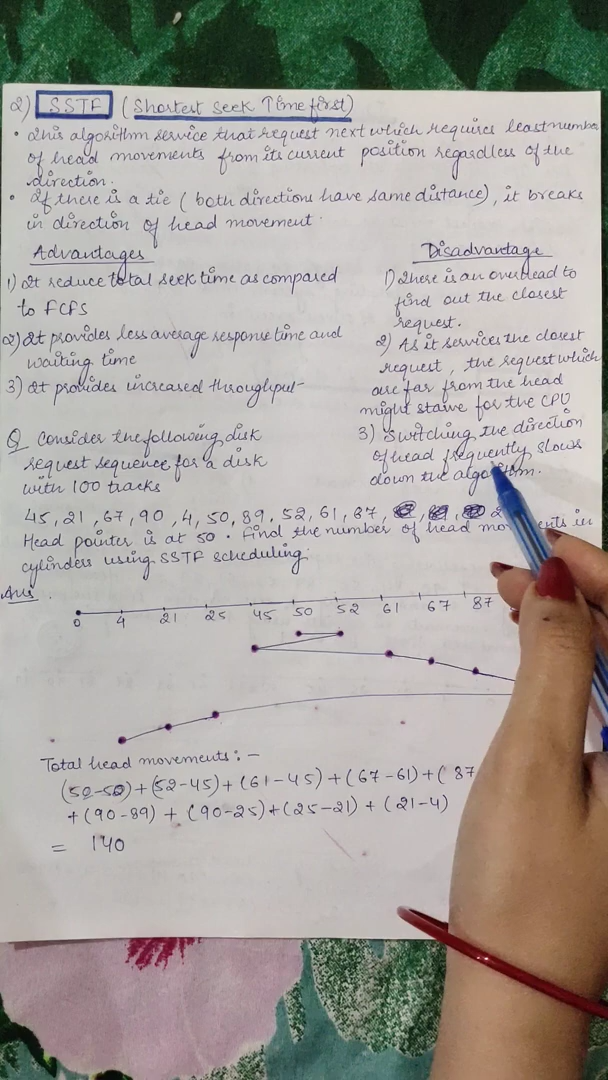 2) SSTF (Shortest Seek Time first)
• This algorithm service that request next which requires least number
of head movements from its current position regardless of the
direction.
• If there is a tie (both directions have same distance), it breaks
in direction of head movement.
Advantages
1) It reduce total seek time as compared
to FCFS
2) It provides less average response time and
waiting time
3) It provides increased throughput
Disadvantage
1) There is an overhead to
find out the closest
request.
2) As it services the closest
request, the request which
are far from the head
might starve for the CPU
3) Switching the direction
of head frequently slows
down the algorithm.
Q Consider the following disk
request sequence for a disk
with 100 tracks
45, 21, 67, 90, 4, 50, 89, 52, 61, 87,
Head pointer is at 50. Find the number of head movements in
cylinders using SSTF scheduling.
Ans.
0 4 21 25 45 50 52 61 67 87
Total head movements :-
(52-50)+(52-45)+(61-45)+(67-61)+(87
+(90-89)+(90-25)+(25-21)+(21-4)
= 140